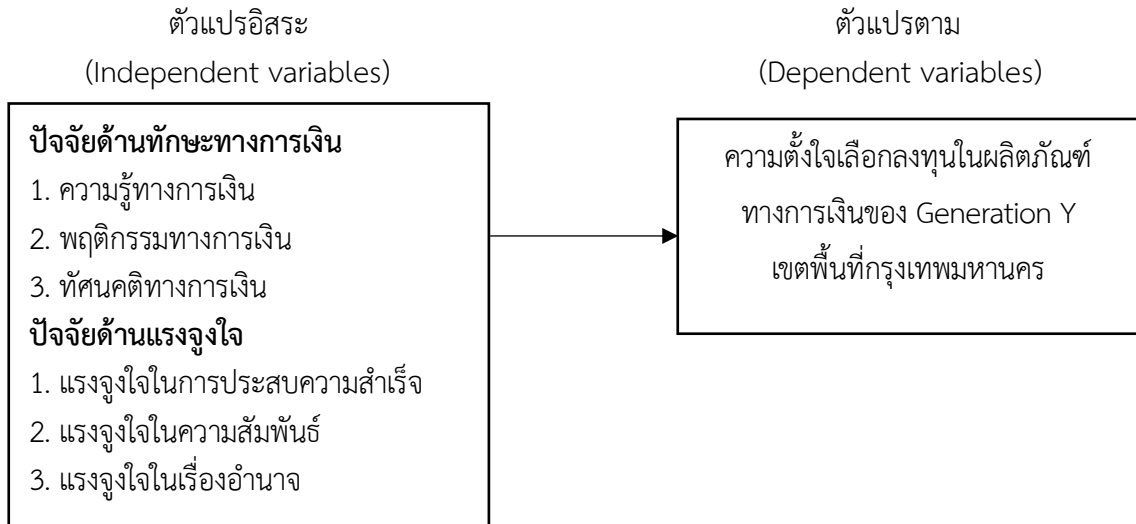 ตัวแปรอิสระ
(Independent variables)
ปัจจัยด้านทักษะทางการเงิน
1. ความรู้ทางการเงิน
2. พฤติกรรมทางการเงิน
3. ทัศนคติทางการเงิน
ปัจจัยด้านแรงจูงใจ
1. แรงจูงใจในการประสบความสำเร็จ
2. แรงจูงใจในความสัมพันธ์
3. แรงจูงใจในเรื่องอำนาจ
ตัวแปรตาม
(Dependent variables)
ความตั้งใจเลือกลงทุนในผลิตภัณฑ์
ทางการเงินของ Generation Y
เขตพื้นที่กรุงเทพมหานคร